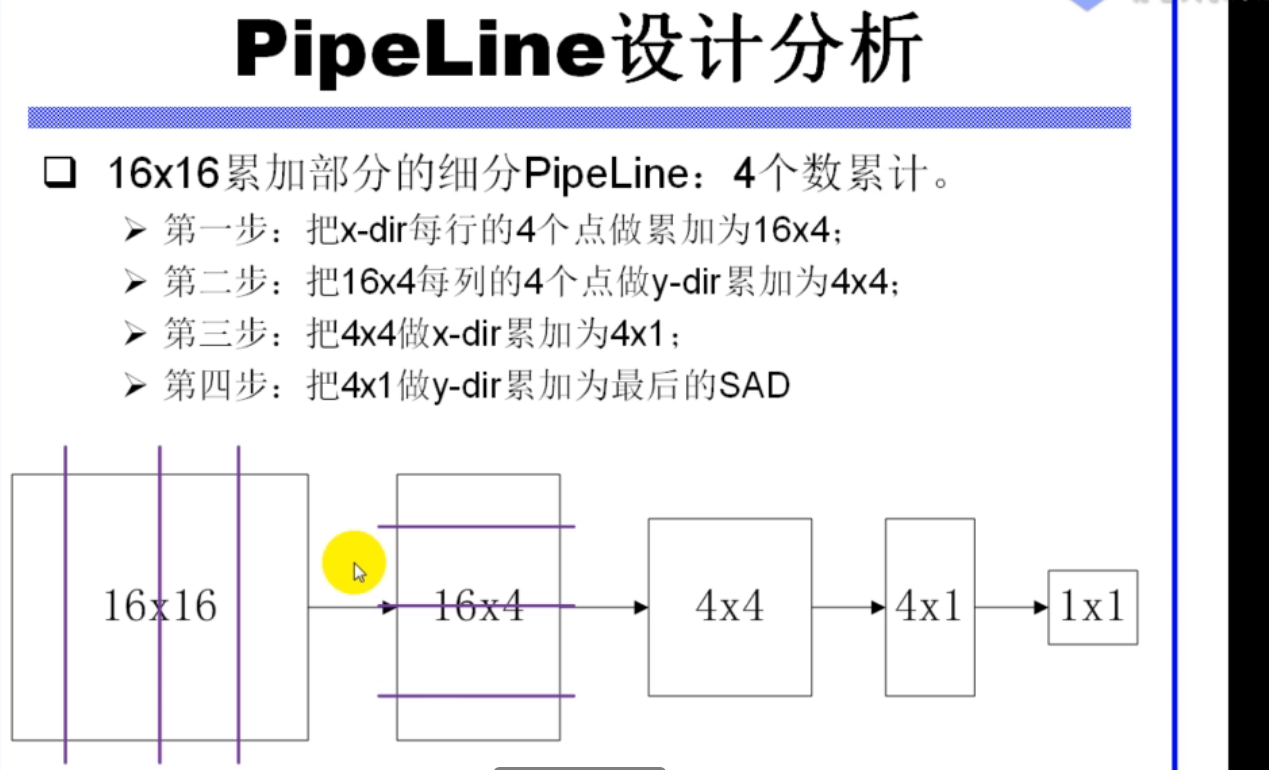 PipeLine设计分析
❑ 16x16累加部分的细分PipeLine：4个数累计。
➢ 第一步：把x-dir每行的4个点做累加为16x4；
➢ 第二步：把16x4每列的4个点做y-dir累加为4x4；
➢ 第三步：把4x4做x-dir累加为4x1；
➢ 第四步：把4x1做y-dir累加为最后的SAD
16x16
16x4
4x4
4x1
1x1